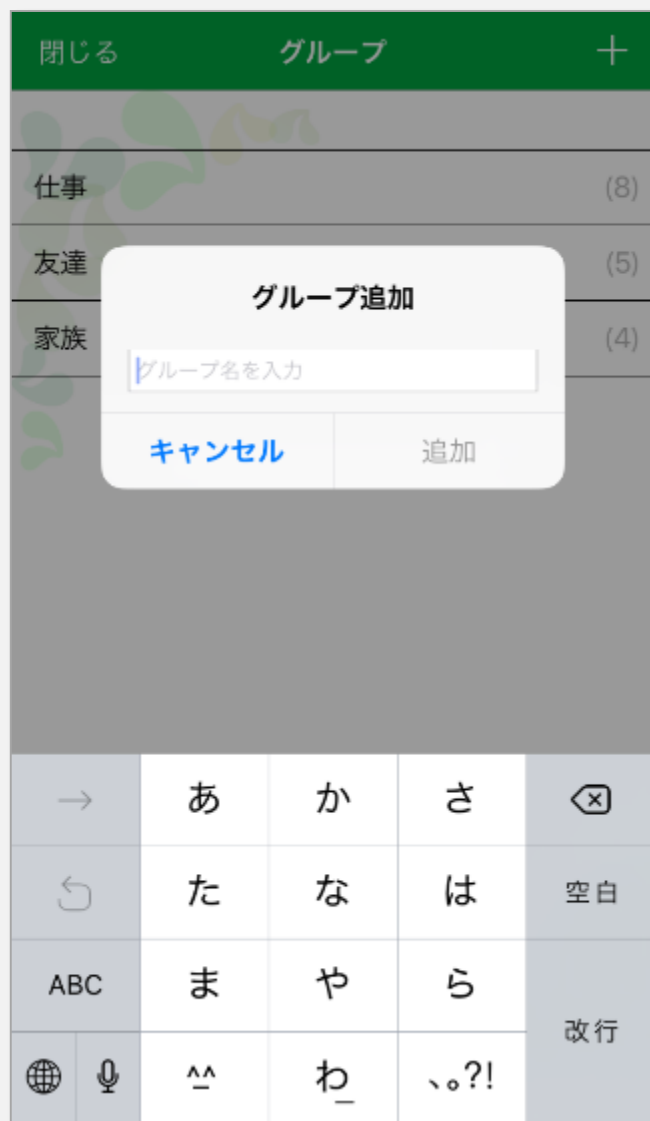 閉じる グループ
仕事 (8)
友達 (5)
家族 (4)
グループ追加
グループ名を入力
キャンセル 追加
→ あ か さ
た な は 空白
ABC ま や ら
改行
^_^ わ_ 、。?!